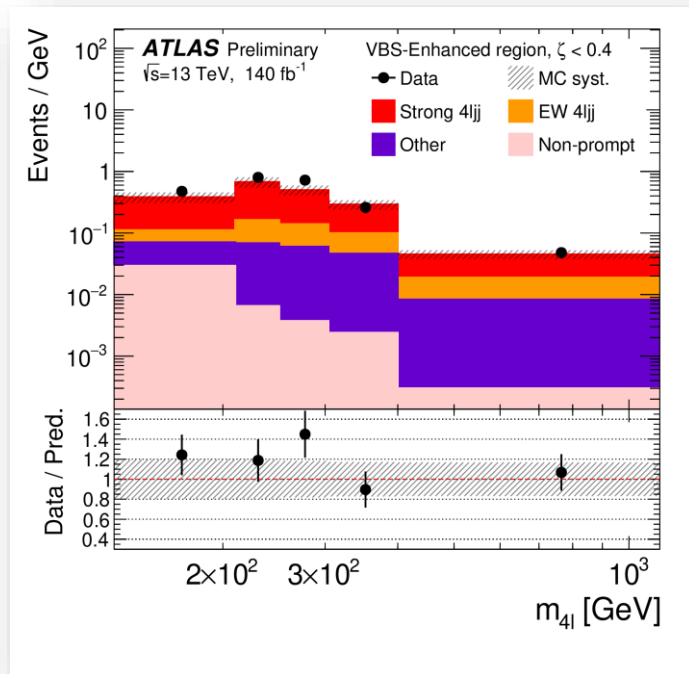 ATLAS Preliminary
√s=13 TeV, 140 fb⁻¹
VBS-Enhanced region, ζ < 0.4
Data
MC syst.
Strong 4ljj
EW 4ljj
Other
Non-prompt
Events / GeV
10²
10
1
10⁻¹
10⁻²
10⁻³
Data / Pred.
1.6
1.4
1.2
1
0.8
0.6
0.4
2×10² 3×10² 10³
m₄ₗ [GeV]